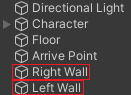 Directional Light
Character
Floor
Arrive Point
Right Wall
Left Wall